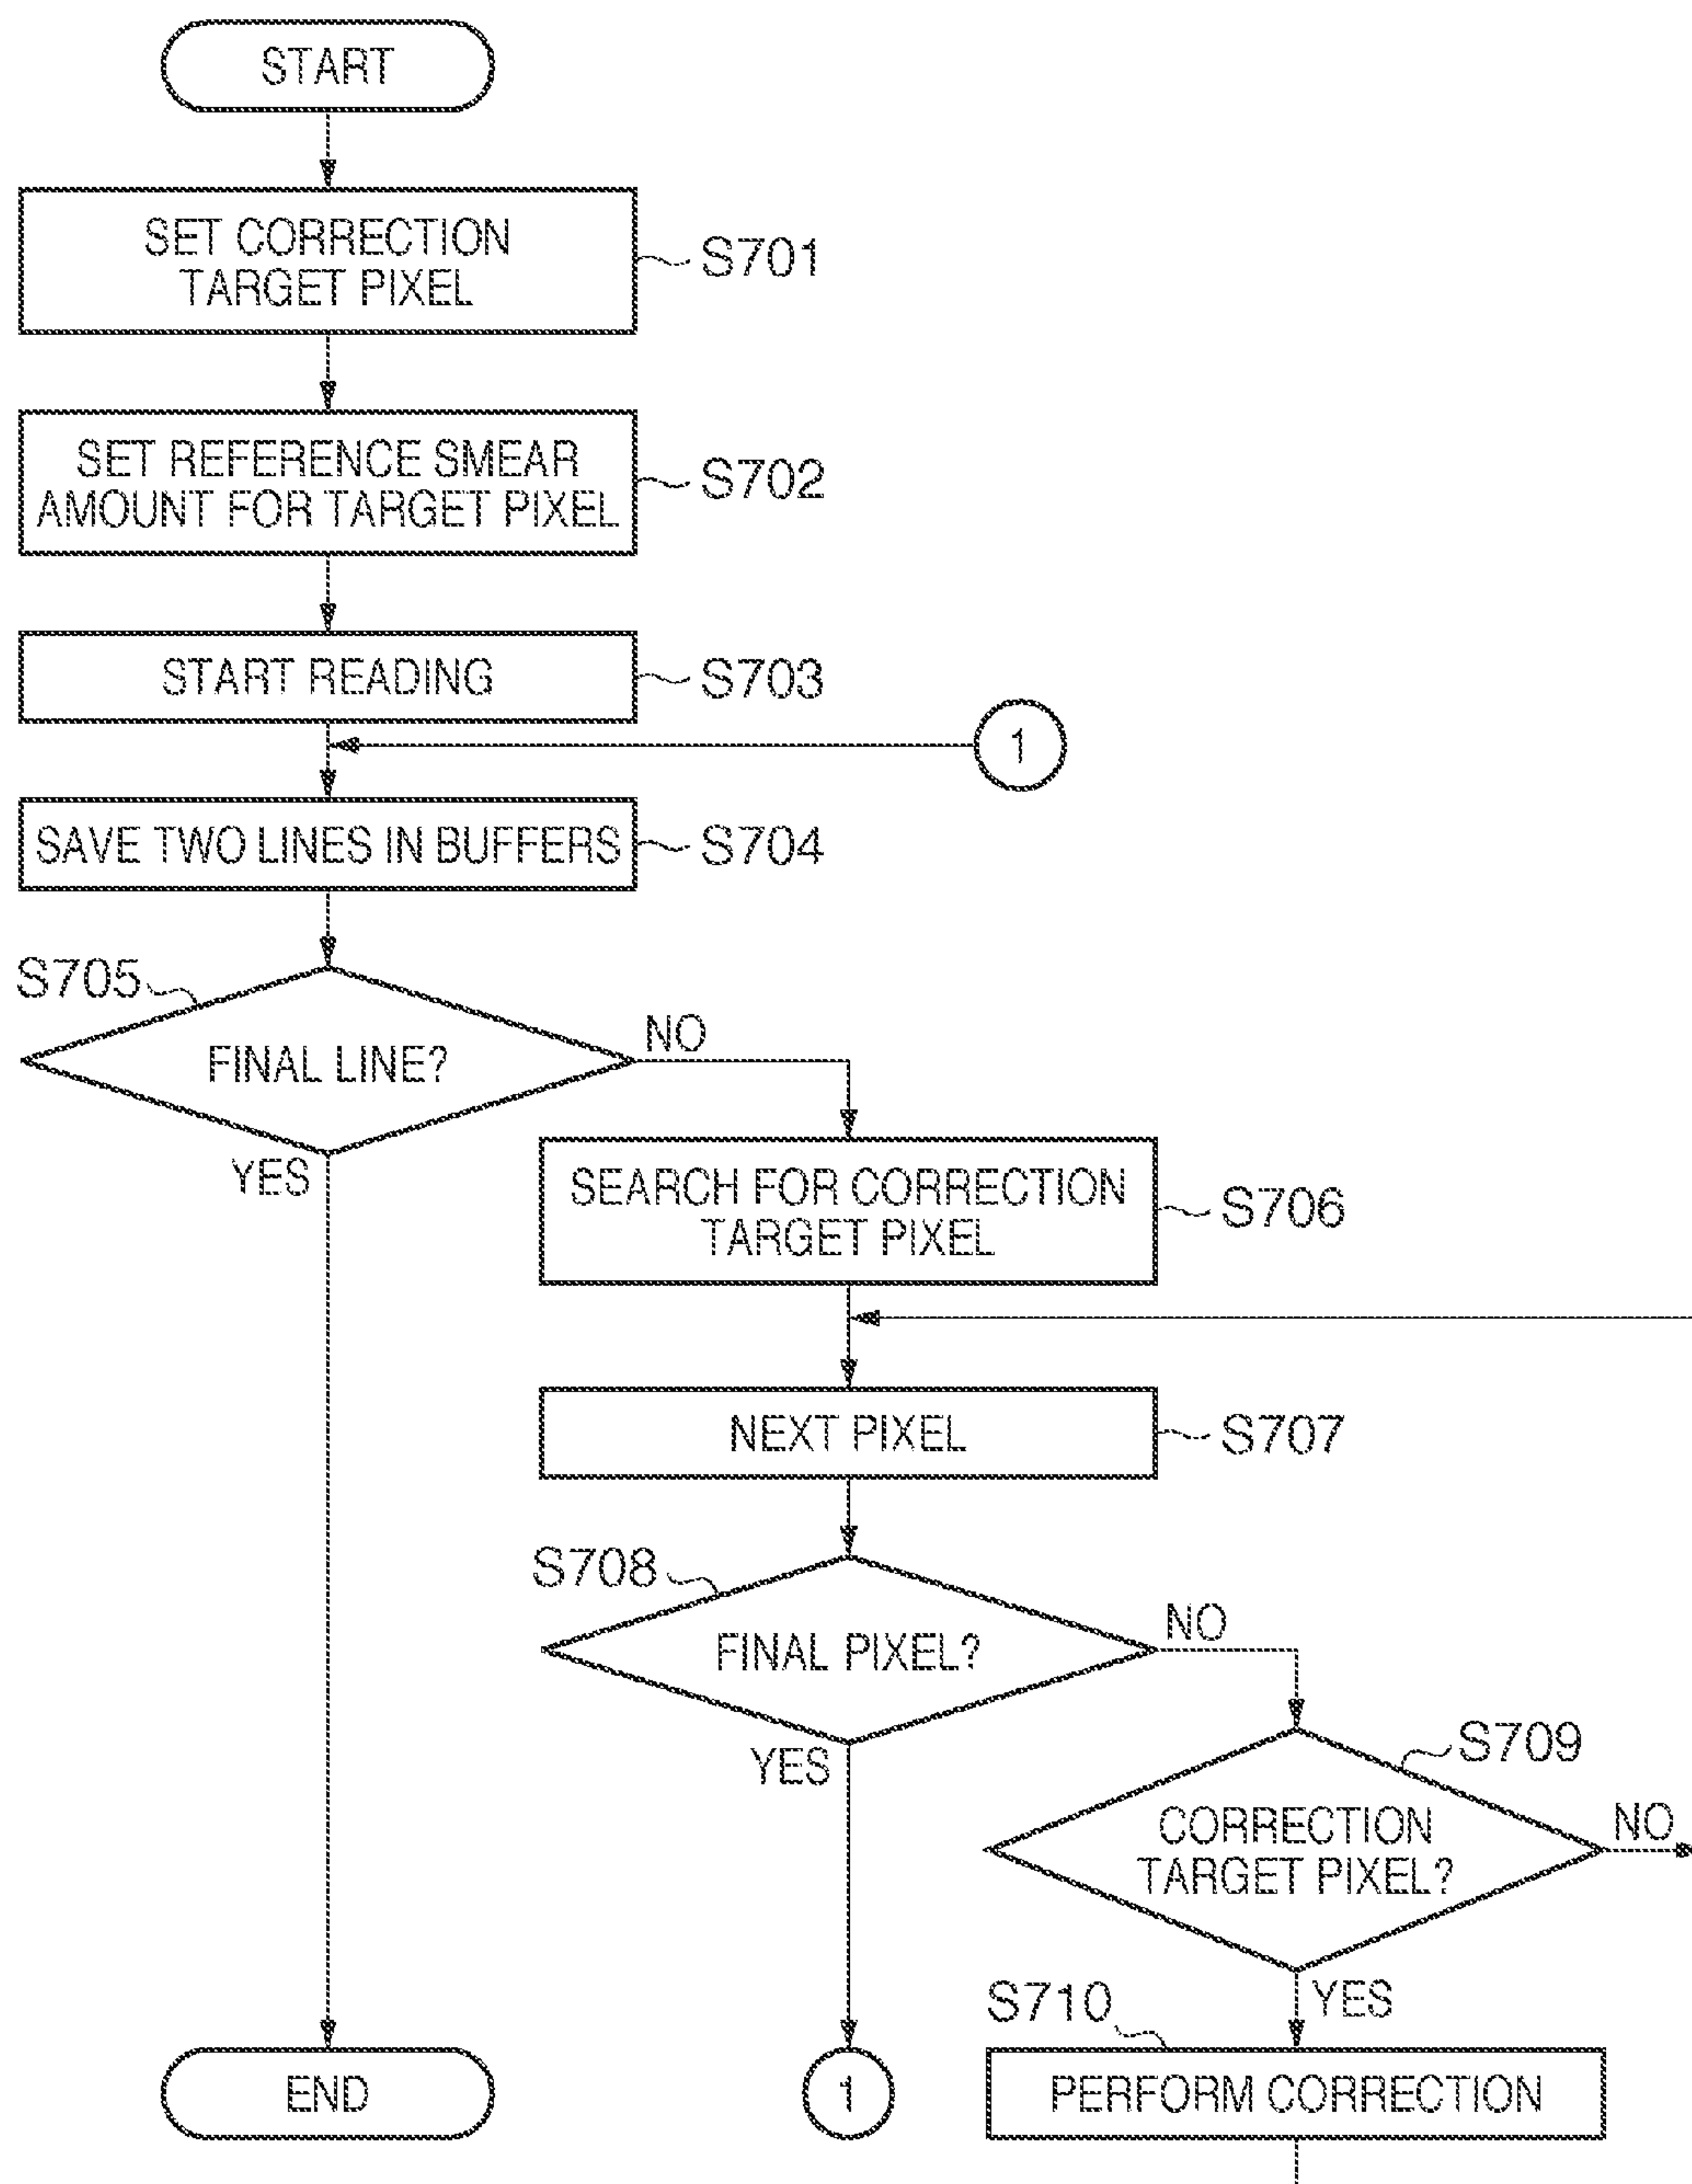 START
SET CORRECTION
TARGET PIXEL
S701
SET REFERENCE SMEAR
AMOUNT FOR TARGET PIXEL
S702
START READING
S703
1
SAVE TWO LINES IN BUFFERS
S704
S705
FINAL LINE?
NO
YES
SEARCH FOR CORRECTION
TARGET PIXEL
S706
NEXT PIXEL
S707
S708
FINAL PIXEL?
NO
YES
S709
CORRECTION
TARGET PIXEL?
NO
YES
S710
PERFORM CORRECTION
END
1